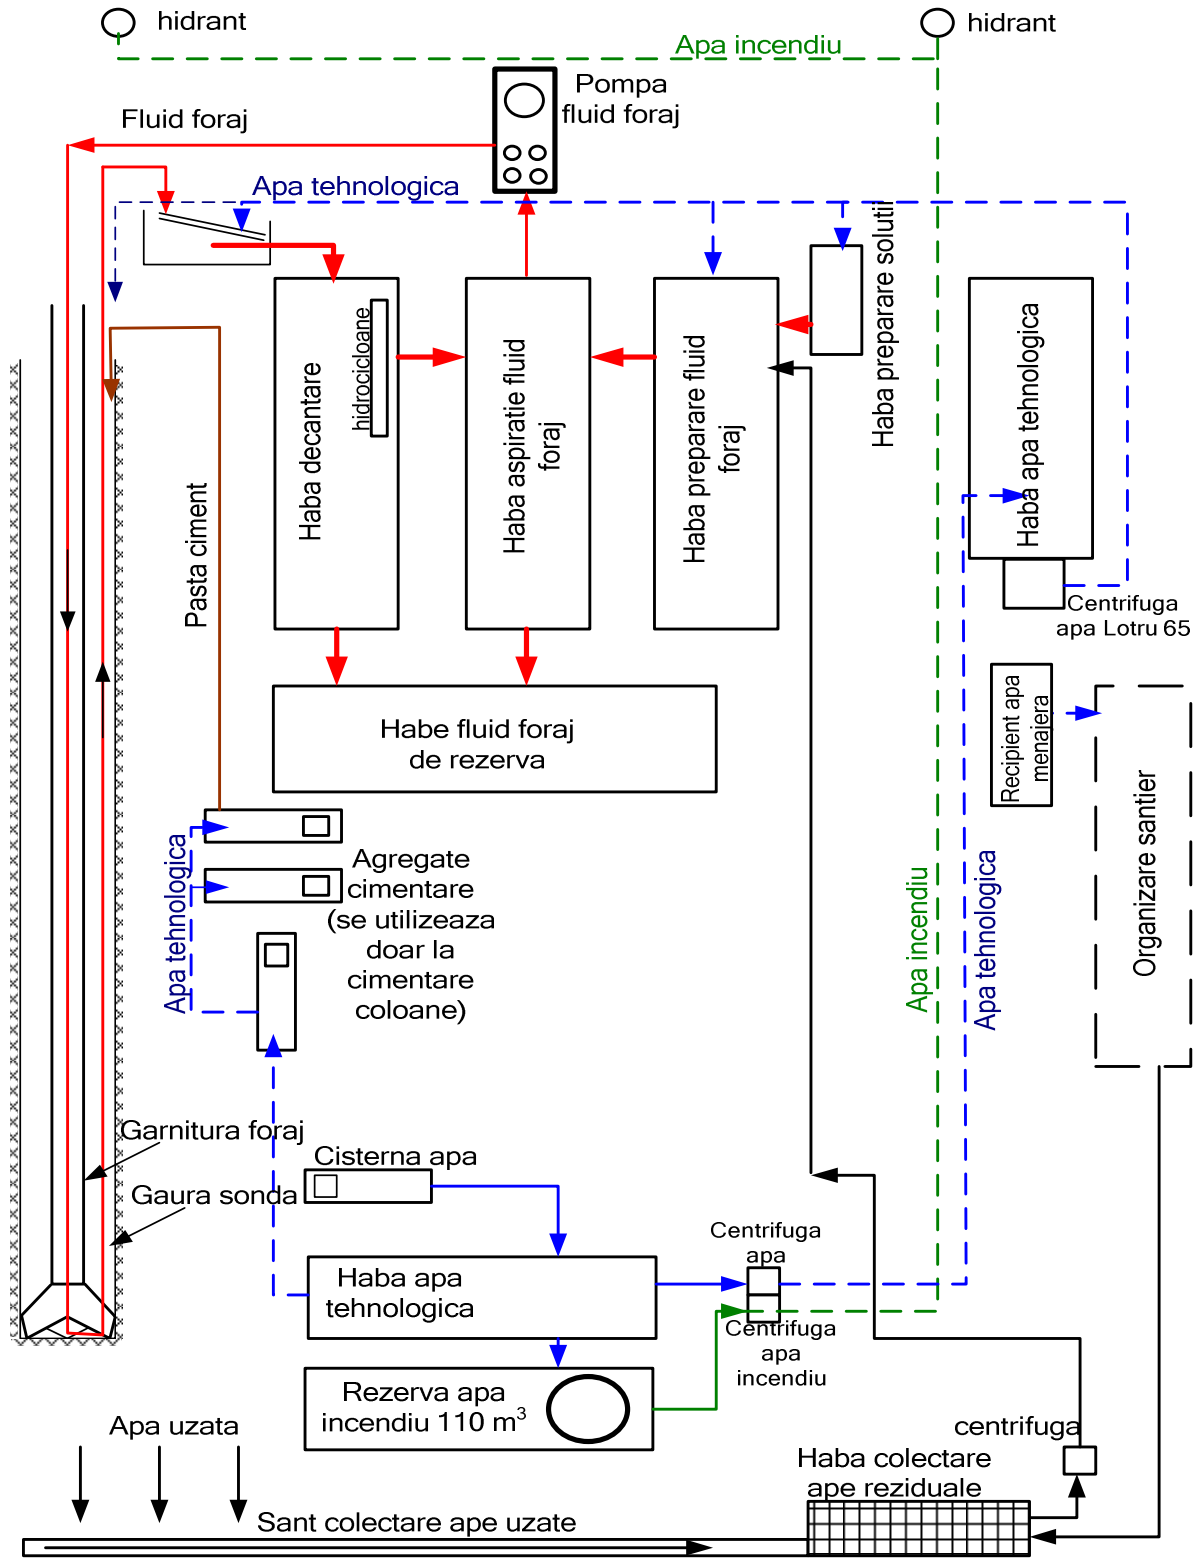 hidrant
hidrant
Apa incendiu
Pompa
fluid foraj
Fluid foraj
Apa tehnologica
Haba preparare solutii
hidrocicloane
Haba decantare
Haba aspiratie fluid
foraj
Haba preparare fluid
foraj
Haba apa tehnologica
Pasta ciment
Centrifuga
apa Lotru 65
Recipient apa
menajera
Habe fluid foraj
de rezerva
Organizare santier
Apa tehnologica
Agregate
cimentare
(se utilizeaza
doar la
cimentare
coloane)
Apa incendiu
Apa tehnologica
Garnitura foraj
Cisterna apa
Gaura sonda
Centrifuga
apa
Haba apa
tehnologica
Centrifuga
apa
incendiu
Rezerva apa
incendiu 110 m³
Apa uzata
centrifuga
Haba colectare
ape reziduale
Sant colectare ape uzate